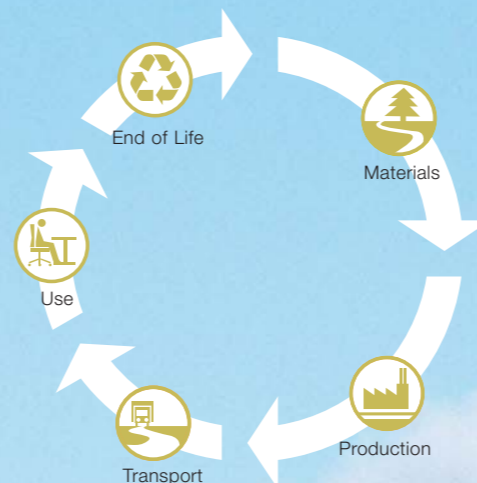 End of Life
Materials
Use
Production
Transport